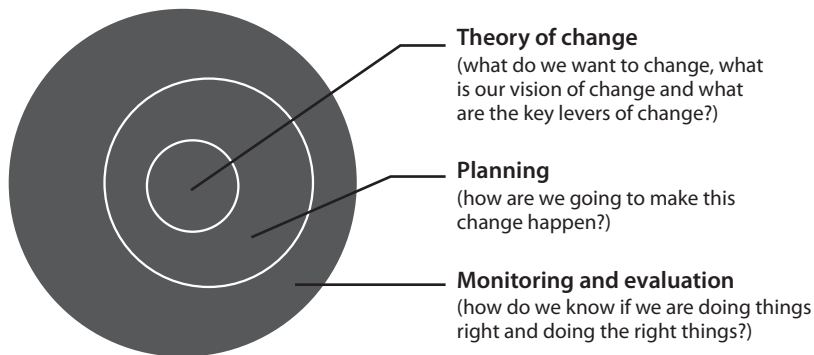 Theory of change
(what do we want to change, what
is our vision of change and what
are the key levers of change?)
Planning
(how are we going to make this
change happen?)
Monitoring and evaluation
(how do we know if we are doing things
right and doing the right things?)